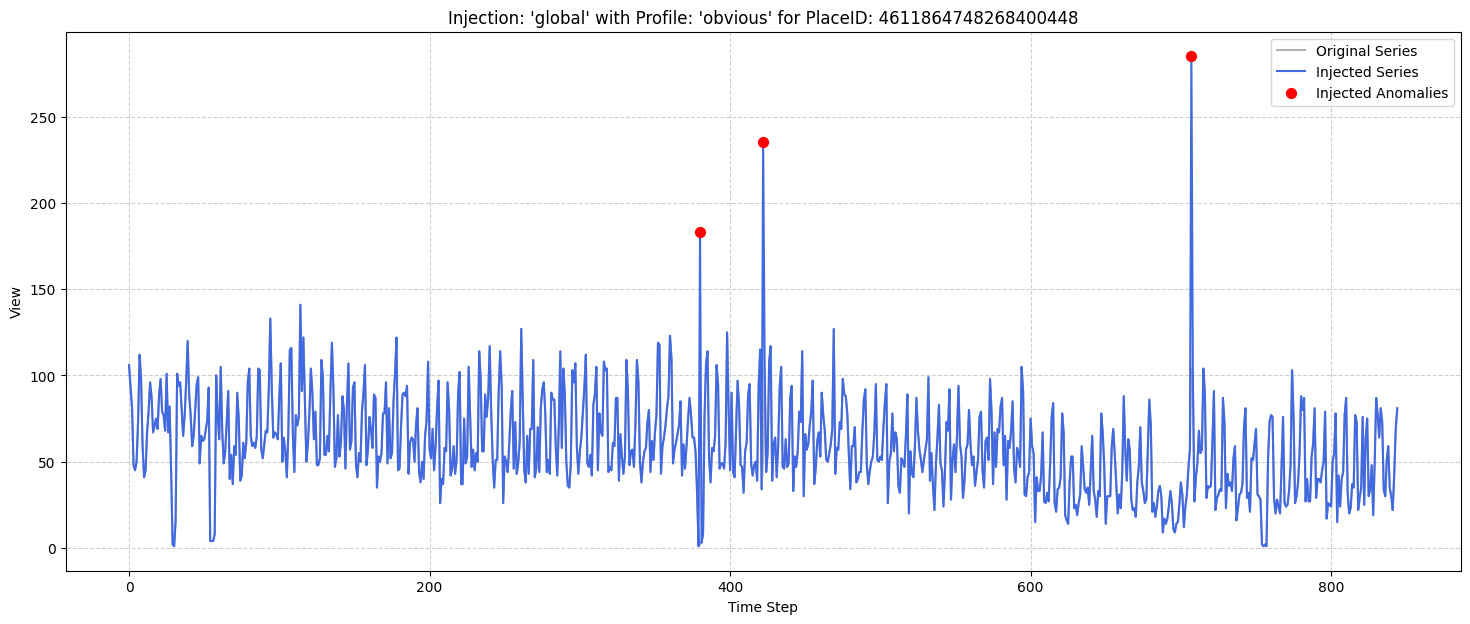 Injection: 'global' with Profile: 'obvious' for PlaceID: 4611864748268400448
Original Series
Injected Series
Injected Anomalies
View
250
200
150
100
50
0
0
200
400
600
800
Time Step